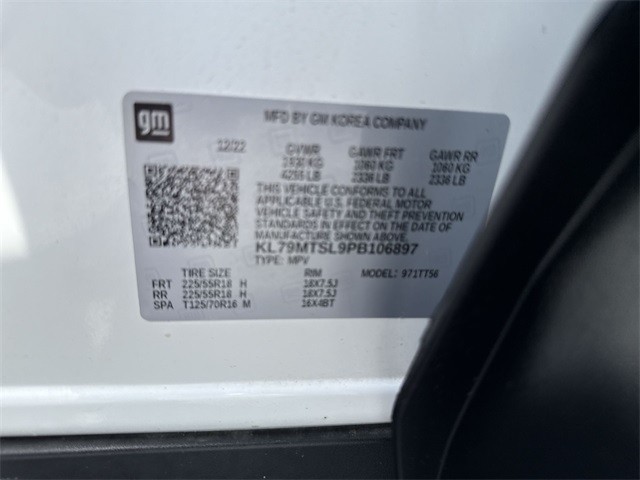 gm
MFD BY GM KOREA COMPANY
12/22 GVWR GAWR FRT GAWR RR
1930 KG 1060 KG 1060 KG
4255 LB 2336 LB 2336 LB
THIS VEHICLE CONFORMS TO ALL
APPLICABLE U.S. FEDERAL MOTOR
VEHICLE SAFETY AND THEFT PREVENTION
STANDARDS IN EFFECT ON THE DATE OF
MANUFACTURE SHOWN ABOVE.
KL79MTSL9PB106897
TYPE: MPV MODEL: 971TT56
TIRE SIZE RIM
FRT 225/55R18 H 18X7.5J
RR 225/55R18 H 18X7.5J
SPA T125/70R16 M 16X4BT